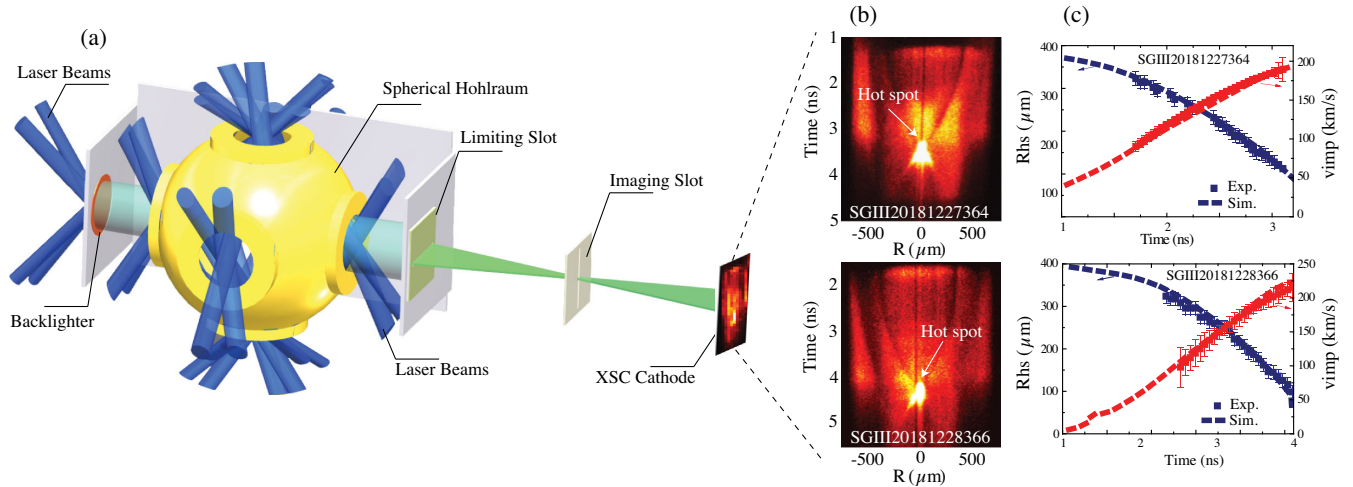 (a)
Laser Beams
Spherical Hohlraum
Limiting Slot
Imaging Slot
Backlighter
Laser Beams
XSC Cathode
(b)
1
2
3
4
5
Time (ns)
Hot spot
SGIII20181227364
-500 0 500
R (μm)
2
3
4
5
Time (ns)
Hot spot
SGIII20181228366
-500 0 500
R (μm)
(c)
400
300
200
100
Rhs (μm)
SGIII20181227364
200
150
100
50
0
vimp (km/s)
Exp.
Sim.
1 2 3
Time (ns)
400
300
200
100
0
Rhs (μm)
SGIII20181228366
250
200
150
100
50
0
vimp (km/s)
Exp.
Sim.
1 2 3 4
Time (ns)